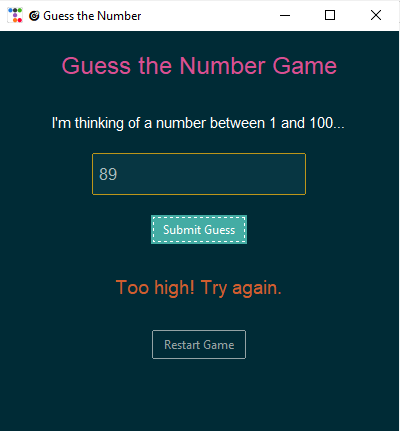 Guess the Number
Guess the Number Game
I'm thinking of a number between 1 and 100...
89
Submit Guess
Too high! Try again.
Restart Game